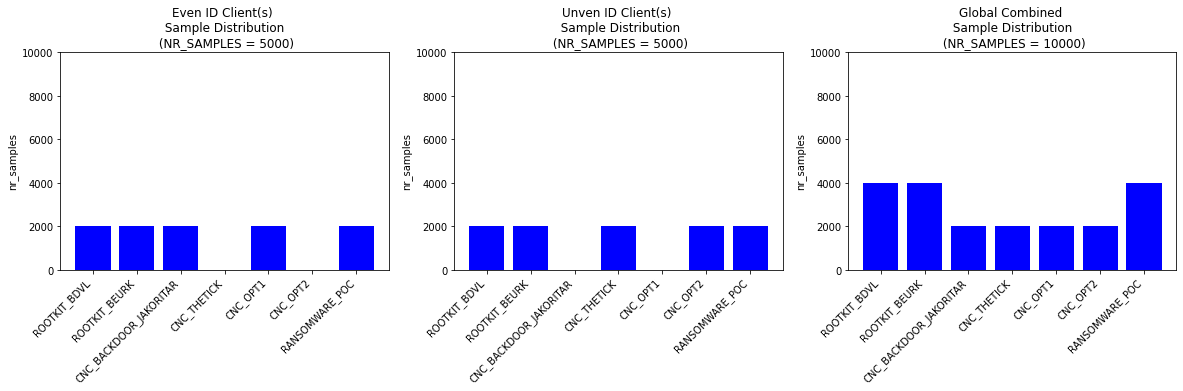 Even ID Client(s)
Sample Distribution
(NR_SAMPLES = 5000)
10000
8000
6000
4000
2000
0
nr_samples
ROOTKIT_BDVL
ROOTKIT_BEURK
CNC_BACKDOOR_JAKORITAR
CNC_THETICK
CNC_OPT1
CNC_OPT2
RANSOMWARE_POC
Unven ID Client(s)
Sample Distribution
(NR_SAMPLES = 5000)
10000
8000
6000
4000
2000
0
nr_samples
ROOTKIT_BDVL
ROOTKIT_BEURK
CNC_BACKDOOR_JAKORITAR
CNC_THETICK
CNC_OPT1
CNC_OPT2
RANSOMWARE_POC
Global Combined
Sample Distribution
(NR_SAMPLES = 10000)
10000
8000
6000
4000
2000
0
nr_samples
ROOTKIT_BDVL
ROOTKIT_BEURK
CNC_BACKDOOR_JAKORITAR
CNC_THETICK
CNC_OPT1
CNC_OPT2
RANSOMWARE_POC